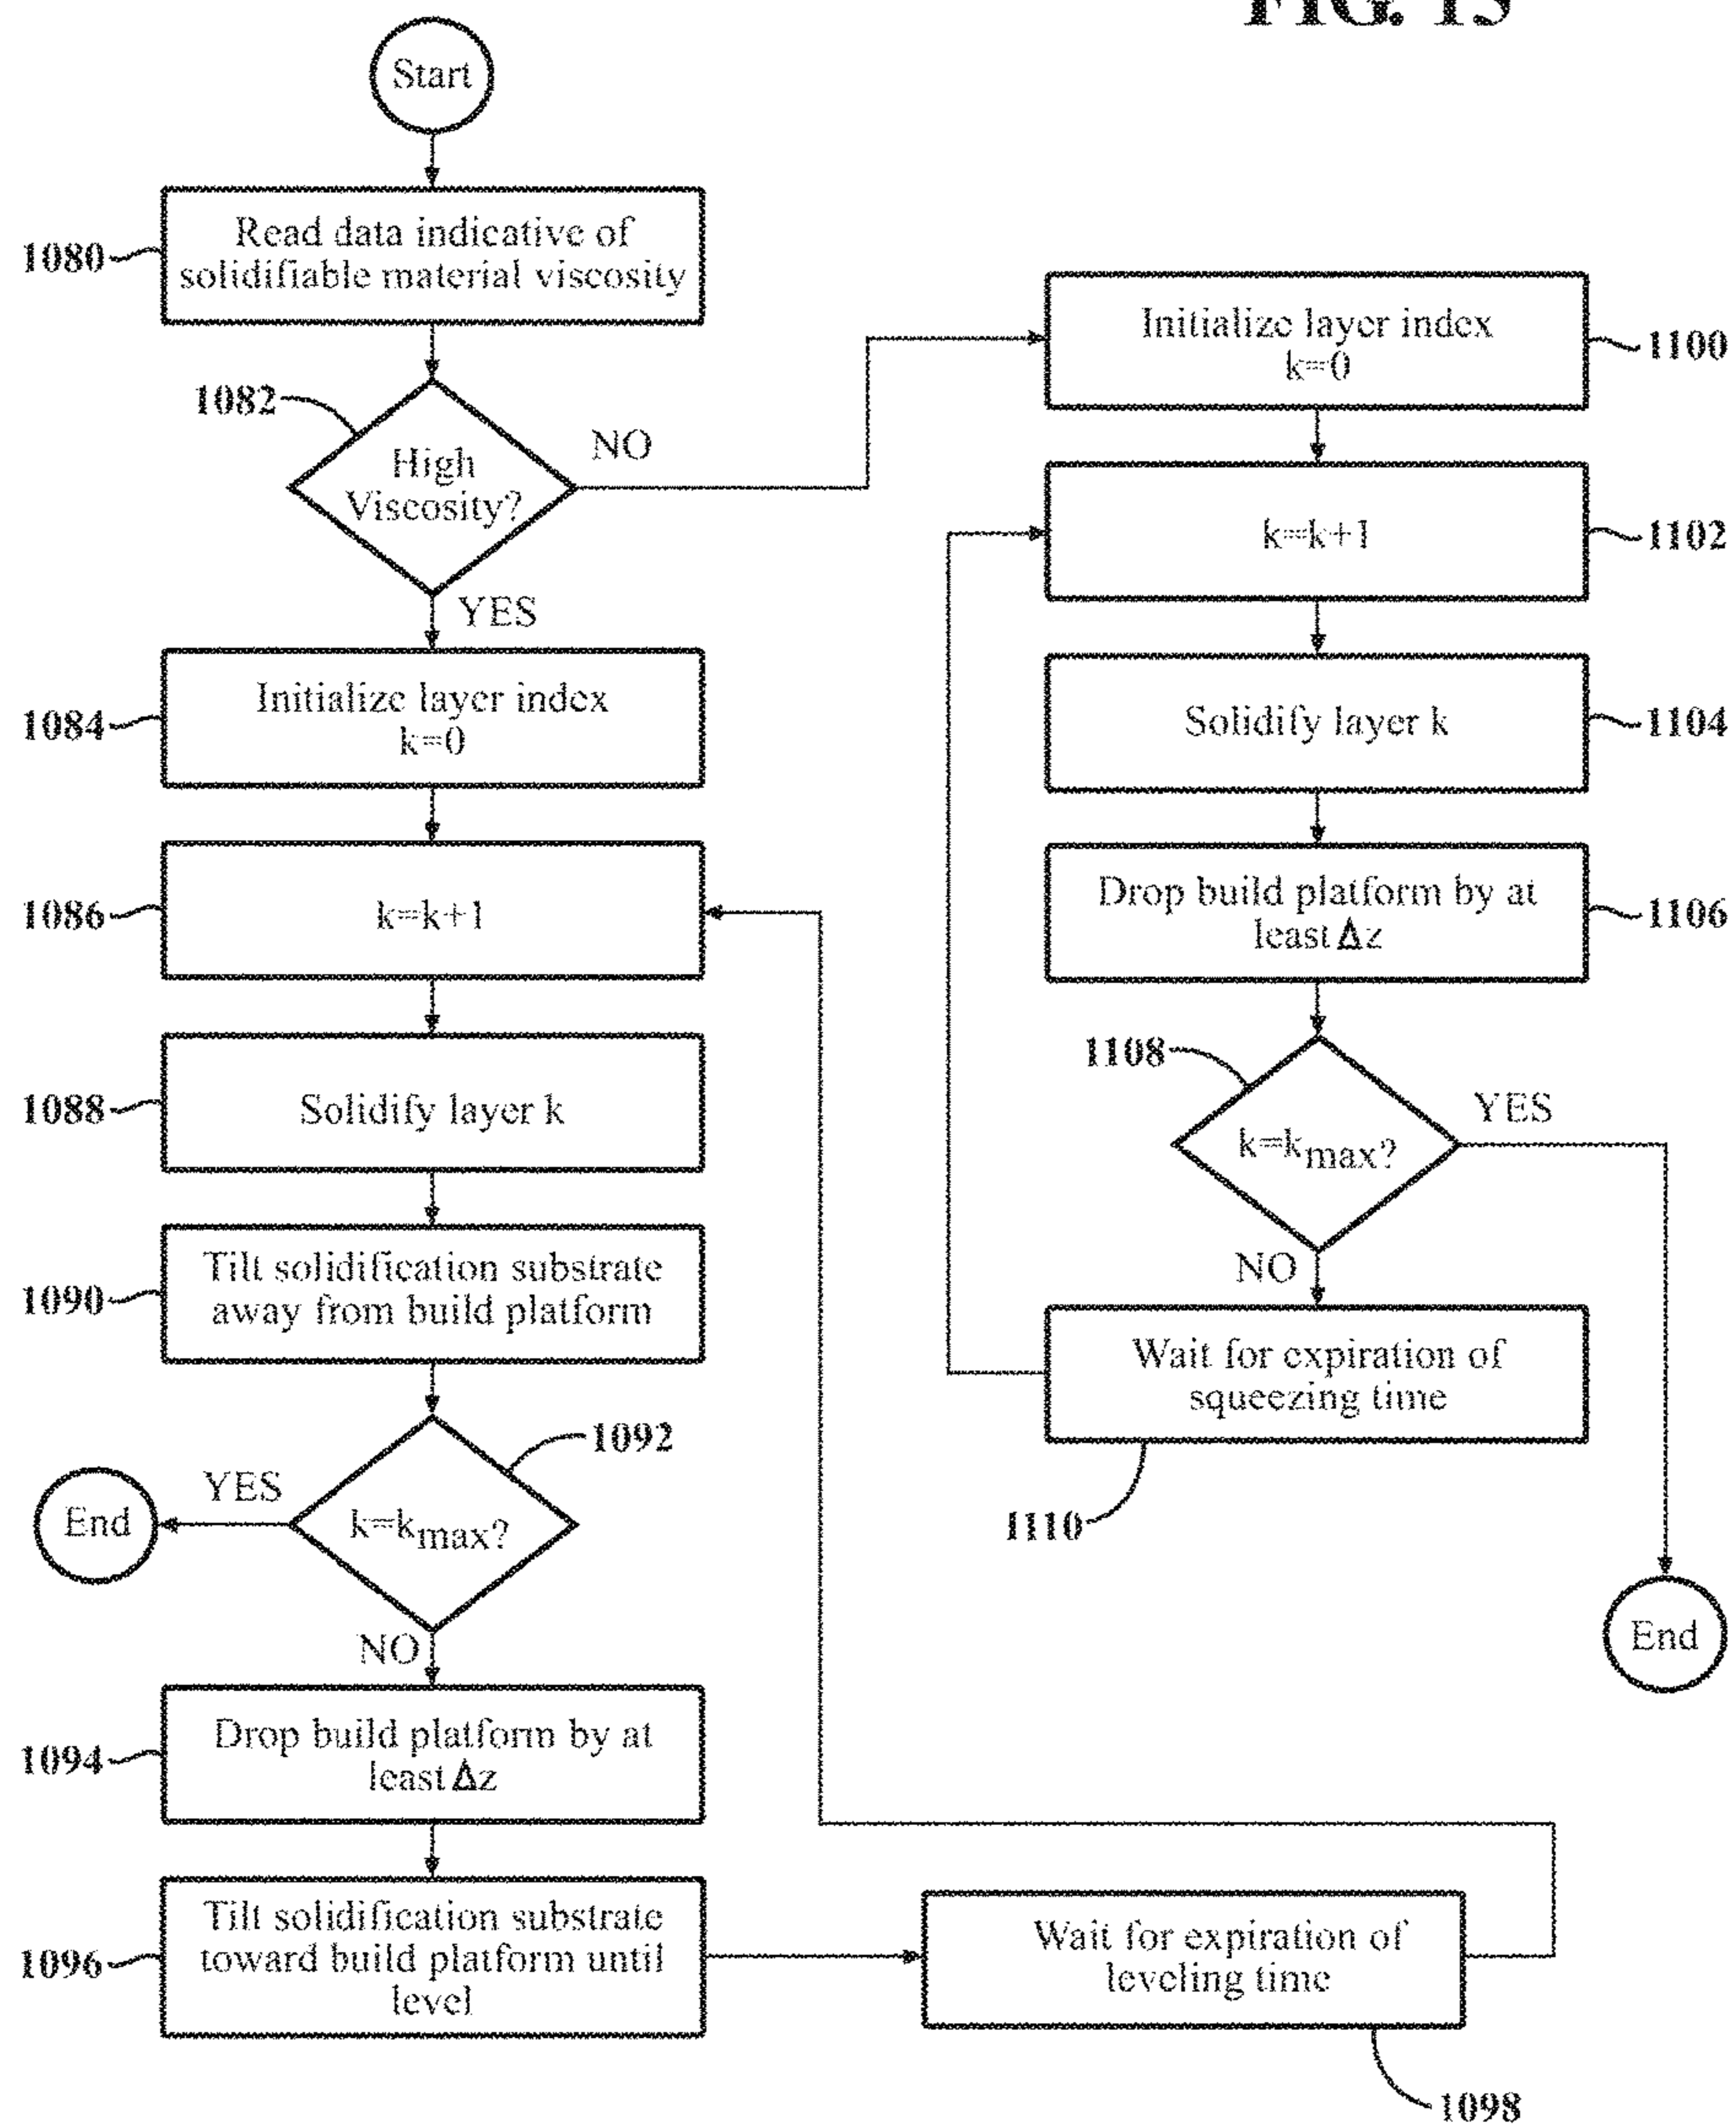 FIG. 15
Start
1080
Read data indicative of
solidifiable material viscosity
1082
High
Viscosity?
NO
YES
1084
Initialize layer index
k=0
1086
k=k+1
1088
Solidify layer k
1090
Tilt solidification substrate
away from build platform
1092
k=kmax?
YES
End
NO
1094
Drop build platform by at
least Δz
1096
Tilt solidification substrate
toward build platform until
level
Wait for expiration of
leveling time
1098
Initialize layer index
k=0
1100
k=k+1
1102
Solidify layer k
1104
Drop build platform by at
least Δz
1106
1108
k=kmax?
YES
NO
Wait for expiration of
squeezing time
1110
End